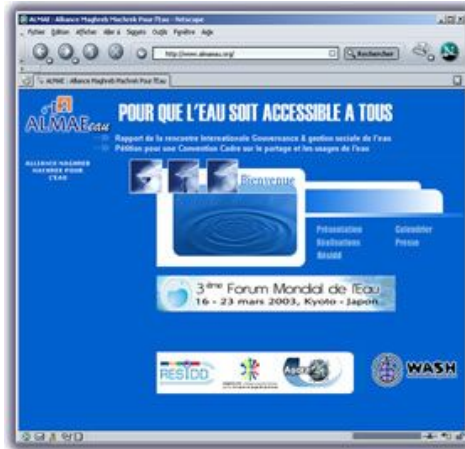 ALMAE : Alliance Maghreb Machrek Pour l'Eau - Netscape
Fichier Edition Afficher Aller à Signets Outils Fenêtre Aide
http://www.almaeau.org/
Rechercher
ALMAE : Alliance Maghreb Machrek Pour l'Eau
ALMAEeau
POUR QUE L'EAU SOIT ACCESSIBLE A TOUS
Rapport de la rencontre Internationale Gouvernance & gestion sociale de l'eau
Pétition pour une Convention Cadre sur le partage et les usages de l'eau
ALLIANCE MAGHREB
MACHREK POUR
L'EAU
Bienvenue
Présentation Calendrier
Réalisations Presse
Résidd
3ème Forum Mondial de l'Eau
16 - 23 mars 2003, Kyoto - Japon
RESIDD
Agora21
WASH